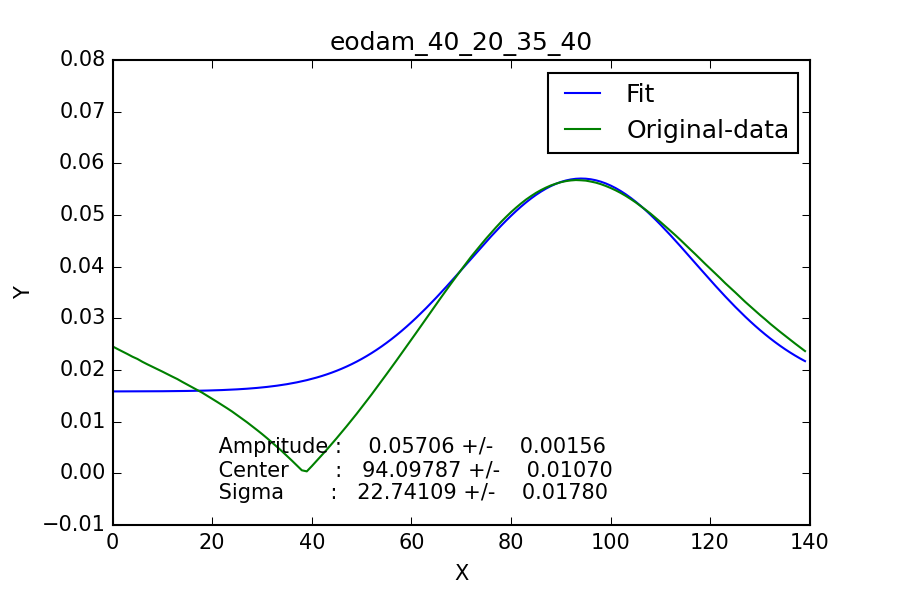 eodam_40_20_35_40
0.08
0.07
0.06
0.05
0.04
0.03
0.02
0.01
0.00
−0.01
Y
Fit
Original-data
Ampritude : 0.05706 +/- 0.00156
Center : 94.09787 +/- 0.01070
Sigma : 22.74109 +/- 0.01780
0 20 40 60 80 100 120 140
X